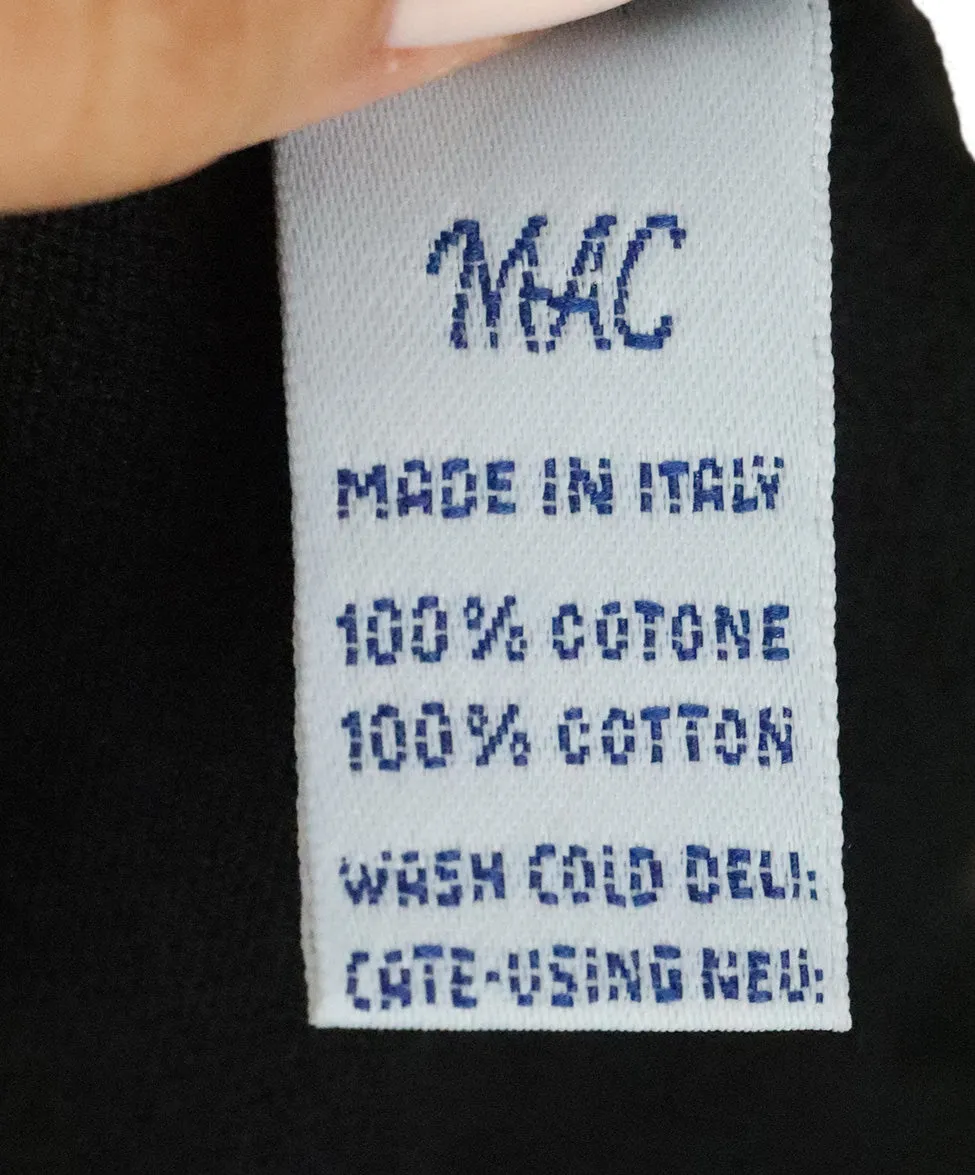 MAC
MADE IN ITALY
100% COTONE
100% COTTON
WASH COLD DELI:
CATE-USING NEU: